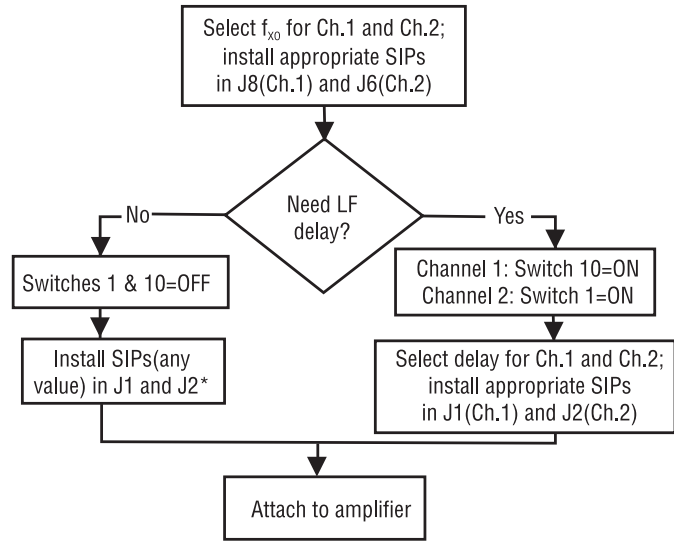 Select fxo for Ch.1 and Ch.2;
install appropriate SIPs
in J8(Ch.1) and J6(Ch.2)
Need LF
delay?
No
Yes
Switches 1 & 10=OFF
Channel 1: Switch 10=ON
Channel 2: Switch 1=ON
Install SIPs(any
value) in J1 and J2*
Select delay for Ch.1 and Ch.2;
install appropriate SIPs
in J1(Ch.1) and J2(Ch.2)
Attach to amplifier